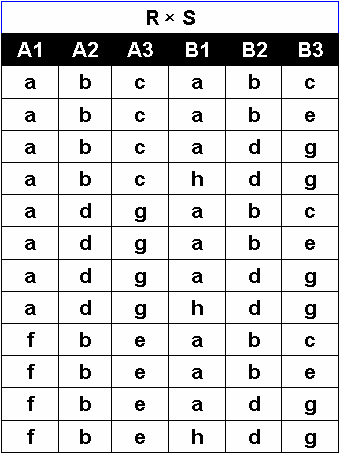 R × S
A1 A2 A3 B1 B2 B3
a b c a b c
a b c a b e
a b c a d g
a b c h d g
a d g a b c
a d g a b e
a d g a d g
a d g h d g
f b e a b c
f b e a b e
f b e a d g
f b e h d g